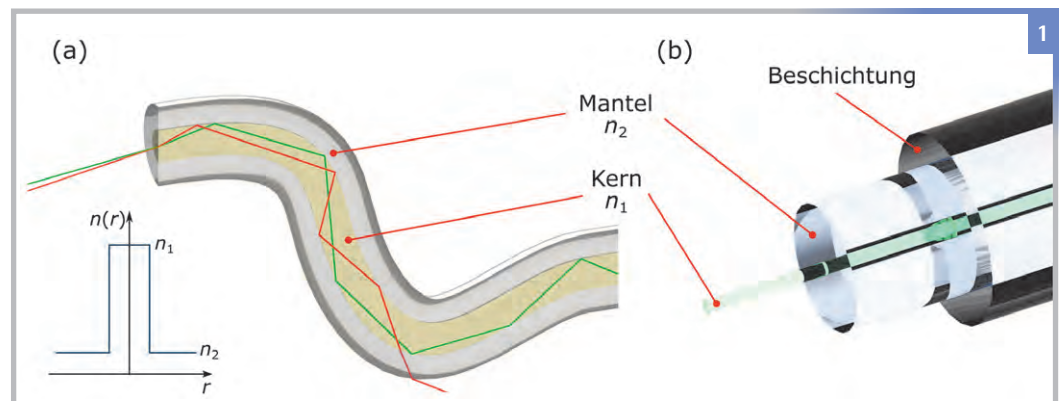 1
(a)
(b)
Beschichtung
Mantel
n₂
Kern
n₁
n(r)
n₁
n₂
r